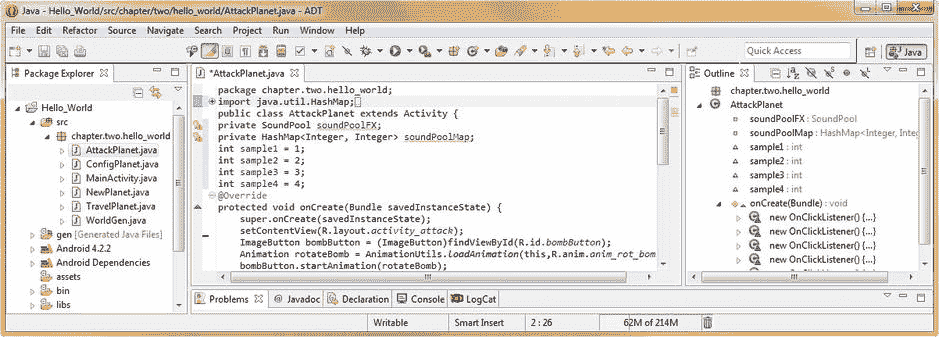 Java - Hello_World/src/chapter/two/hello_world/AttackPlanet.java - ADT
File Edit Refactor Source Navigate Search Project Run Window Help
Quick Access
Java
Package Explorer
Hello_World
src
chapter.two.hello_world
AttackPlanet.java
ConfigPlanet.java
MainActivity.java
NewPlanet.java
TravelPlanet.java
WorldGen.java
gen [Generated Java Files]
Android 4.2.2
Android Dependencies
assets
bin
libs
*AttackPlanet.java
package chapter.two.hello_world;
import java.util.HashMap;
public class AttackPlanet extends Activity {
private SoundPool soundPoolFX;
private HashMap<Integer, Integer> soundPoolMap;
int sample1 = 1;
int sample2 = 2;
int sample3 = 3;
int sample4 = 4;
@Override
protected void onCreate(Bundle savedInstanceState) {
super.onCreate(savedInstanceState);
setContentView(R.layout.activity_attack);
ImageButton bombButton = (ImageButton)findViewById(R.id.bombButton);
Animation rotateBomb = AnimationUtils.loadAnimation(this,R.anim.anim_rot_bom
bombButton.startAnimation(rotateBomb);
Outline
chapter.two.hello_world
AttackPlanet
soundPoolFX : SoundPool
soundPoolMap : HashMap<Integer, Inte
sample1 : int
sample2 : int
sample3 : int
sample4 : int
onCreate(Bundle) : void
new OnClickListener() {...}
new OnClickListener() {...}
new OnClickListener() {...}
new OnClickListener() {...}
Problems
Javadoc
Declaration
Console
LogCat
Writable
Smart Insert
2 : 26
62M of 214M